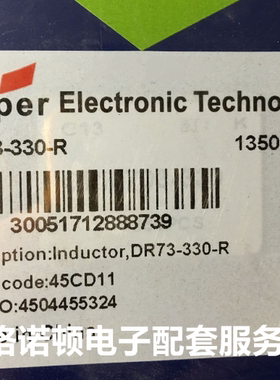 per Electronic Techno
3-330-R
1350
30051712888739
ption:Inductor,DR73-330-R
code:45CD11
O:4504455324
洛诺顿电子配套服务